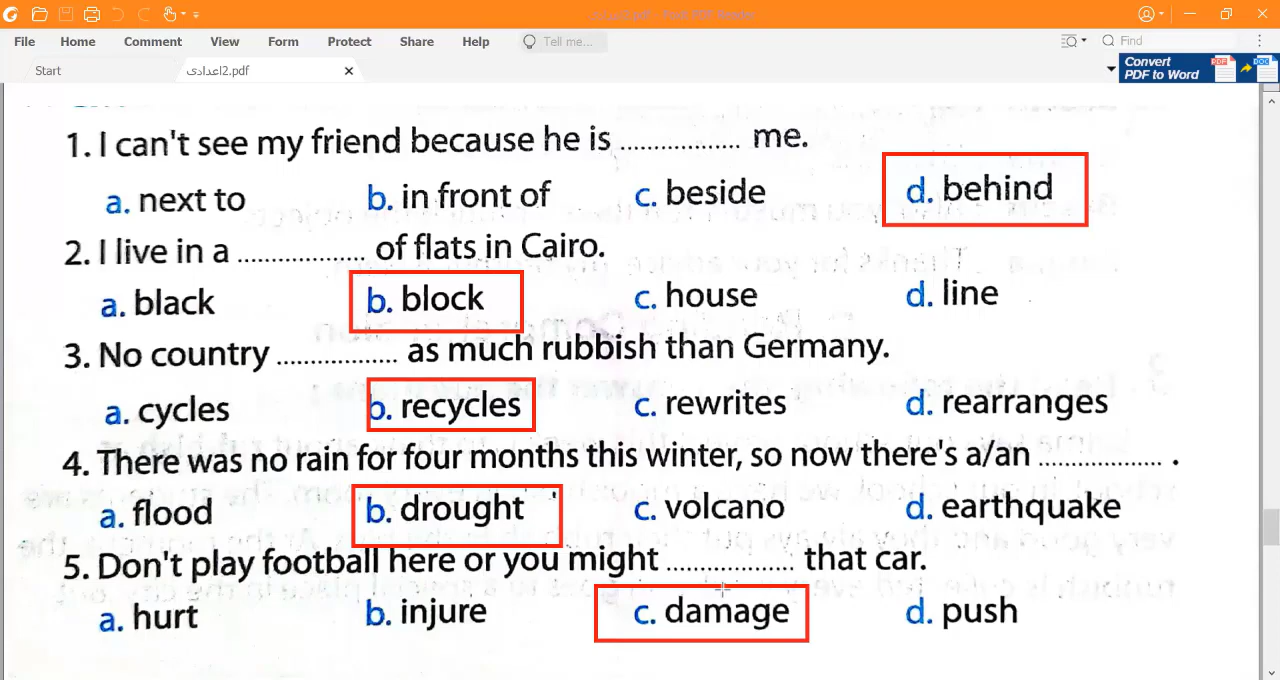 File Home Comment View Form Protect Share Help Tell me... Find
Start اعدادى2.pdf Convert PDF to Word
1. I can't see my friend because he is .................. me.
a. next to b. in front of c. beside d. behind
2. I live in a .................. of flats in Cairo.
a. black b. block c. house d. line
3. No country .................. as much rubbish than Germany.
a. cycles b. recycles c. rewrites d. rearranges
4. There was no rain for four months this winter, so now there's a/an .................. .
a. flood b. drought c. volcano d. earthquake
5. Don't play football here or you might .................. that car.
a. hurt b. injure c. damage d. push